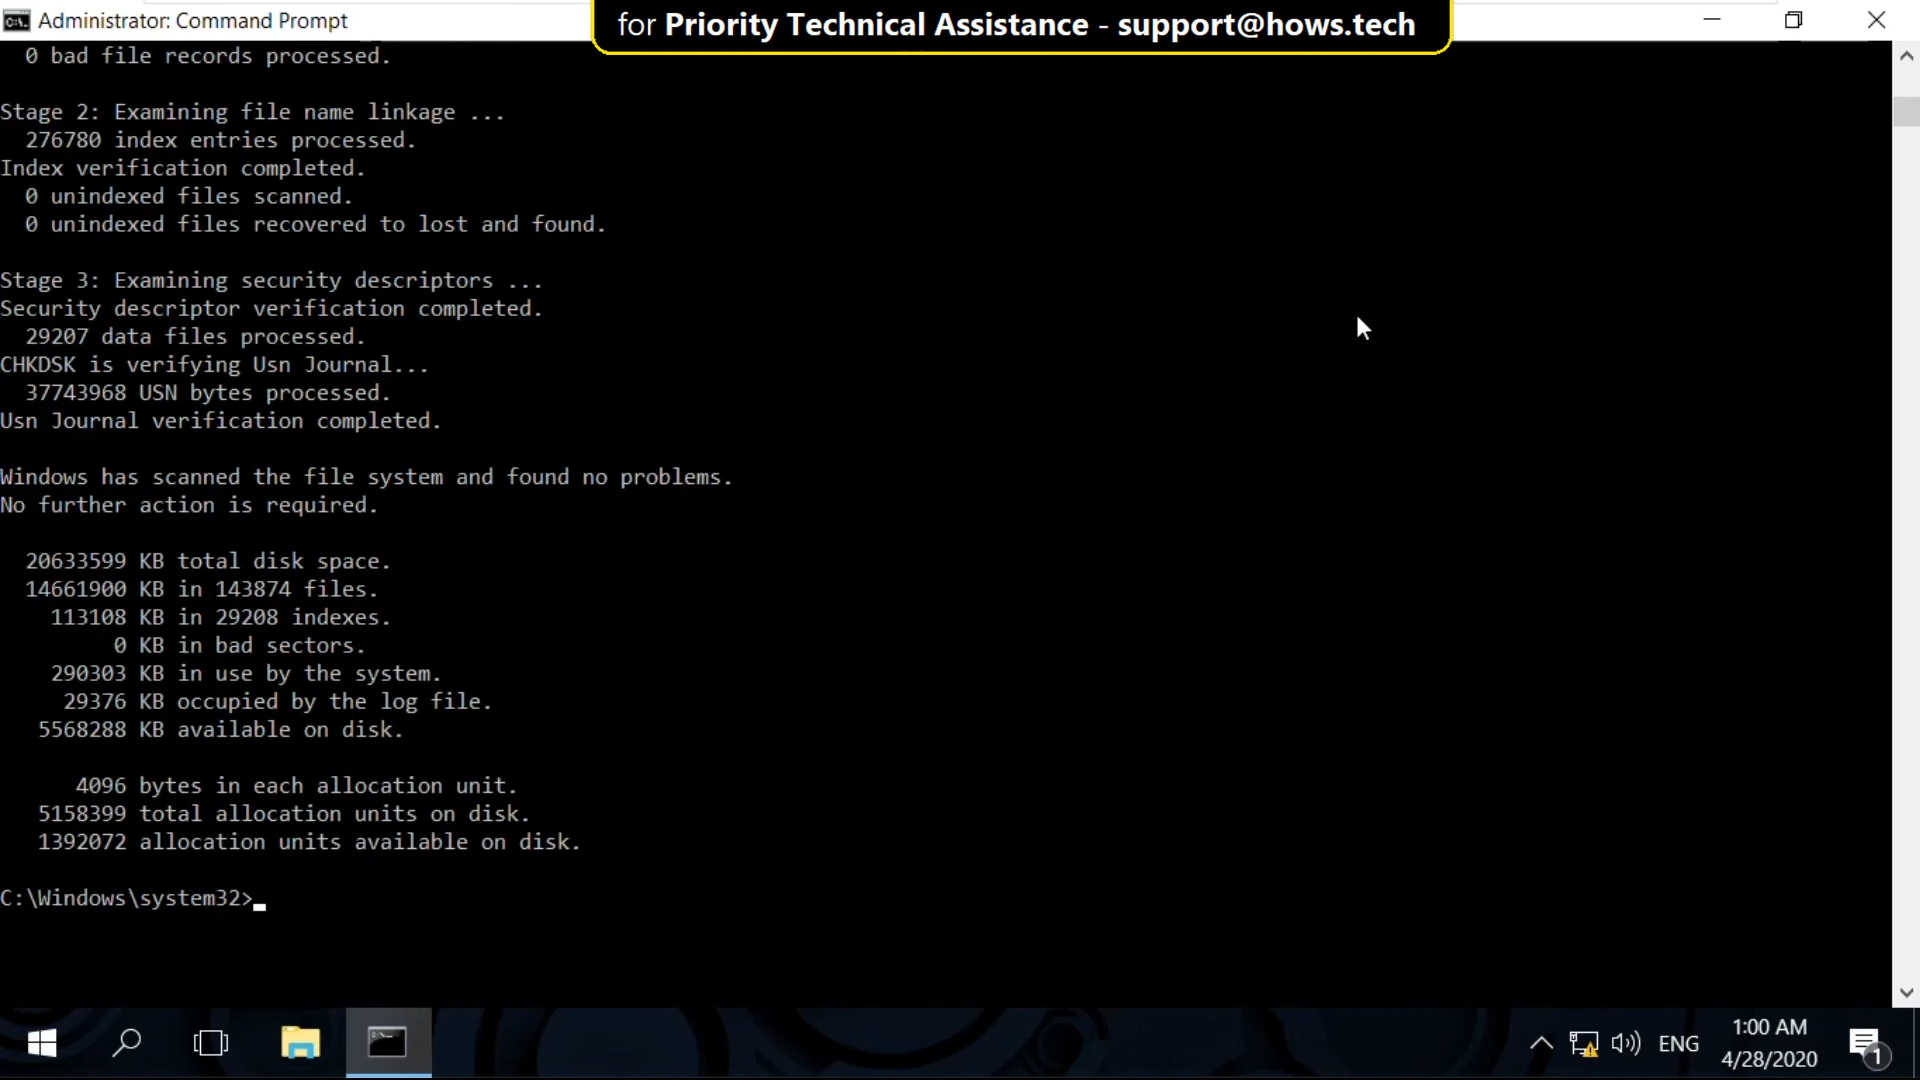 Administrator: Command Prompt
for Priority Technical Assistance - support@hows.tech
0 bad file records processed.
Stage 2: Examining file name linkage ...
276780 index entries processed.
Index verification completed.
0 unindexed files scanned.
0 unindexed files recovered to lost and found.
Stage 3: Examining security descriptors ...
Security descriptor verification completed.
29207 data files processed.
CHKDSK is verifying Usn Journal...
37743968 USN bytes processed.
Usn Journal verification completed.
Windows has scanned the file system and found no problems.
No further action is required.
20633599 KB total disk space.
14661900 KB in 143874 files.
113108 KB in 29208 indexes.
0 KB in bad sectors.
290303 KB in use by the system.
29376 KB occupied by the log file.
5568288 KB available on disk.
4096 bytes in each allocation unit.
5158399 total allocation units on disk.
1392072 allocation units available on disk.
C:\Windows\system32>
ENG
1:00 AM
4/28/2020
1